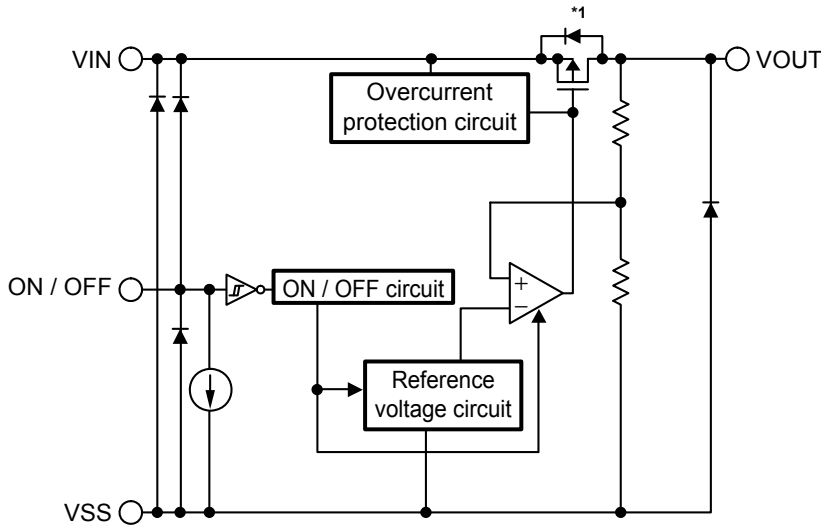 *1
VIN
VOUT
Overcurrent
protection circuit
ON / OFF
ON / OFF circuit
+
−
Reference
voltage circuit
VSS